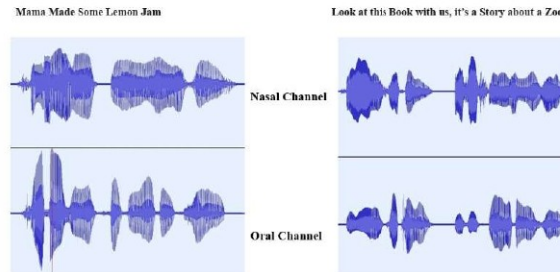 Mama Made Some Lemon Jam
Look at this Book with us, it's a Story about a Zoo
Nasal Channel
Oral Channel